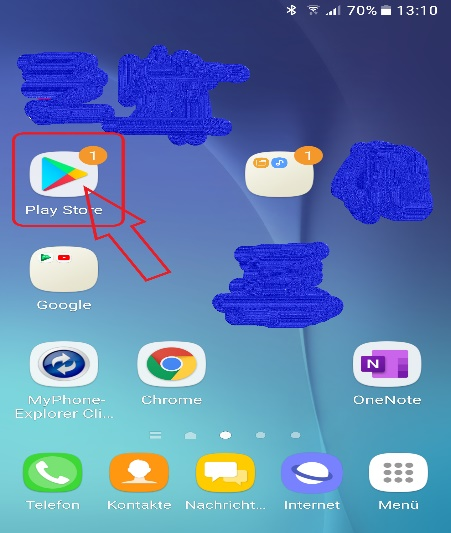 70% 13:10
1
1
Play Store
Google
N
MyPhone-
Explorer Cli...
Chrome
OneNote
Telefon
Kontakte
Nachricht...
Internet
Menü